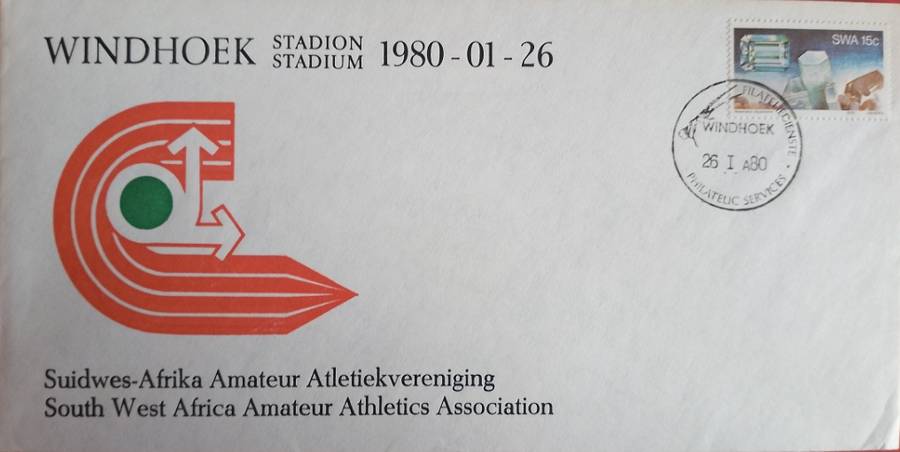 WINDHOEK STADION STADIUM 1980-01-26
SWA 15c
FILATELIEDIENSTE
WINDHOEK
26 I A80
PHILATELIC SERVICES
Suidwes-Afrika Amateur Atletiekvereniging
South West Africa Amateur Athletics Association